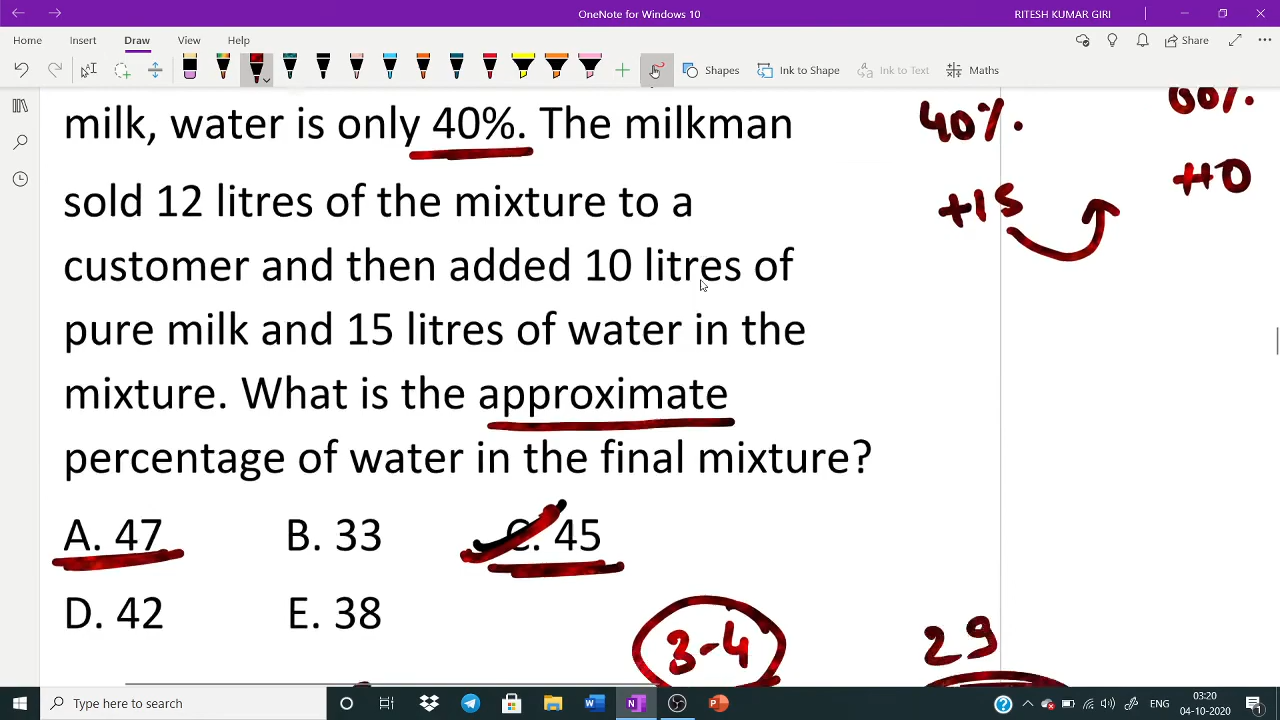 OneNote for Windows 10
RITESH KUMAR GIRI
Home Insert Draw View Help
Share
Shapes
Ink to Shape
Ink to Text
Maths
milk, water is only 40%. The milkman
sold 12 litres of the mixture to a
customer and then added 10 litres of
pure milk and 15 litres of water in the
mixture. What is the approximate
percentage of water in the final mixture?
A. 47 B. 33 C. 45
D. 42 E. 38
40%.
+15
+10
3-4
29
Type here to search
ENG
03:20
04-10-2020